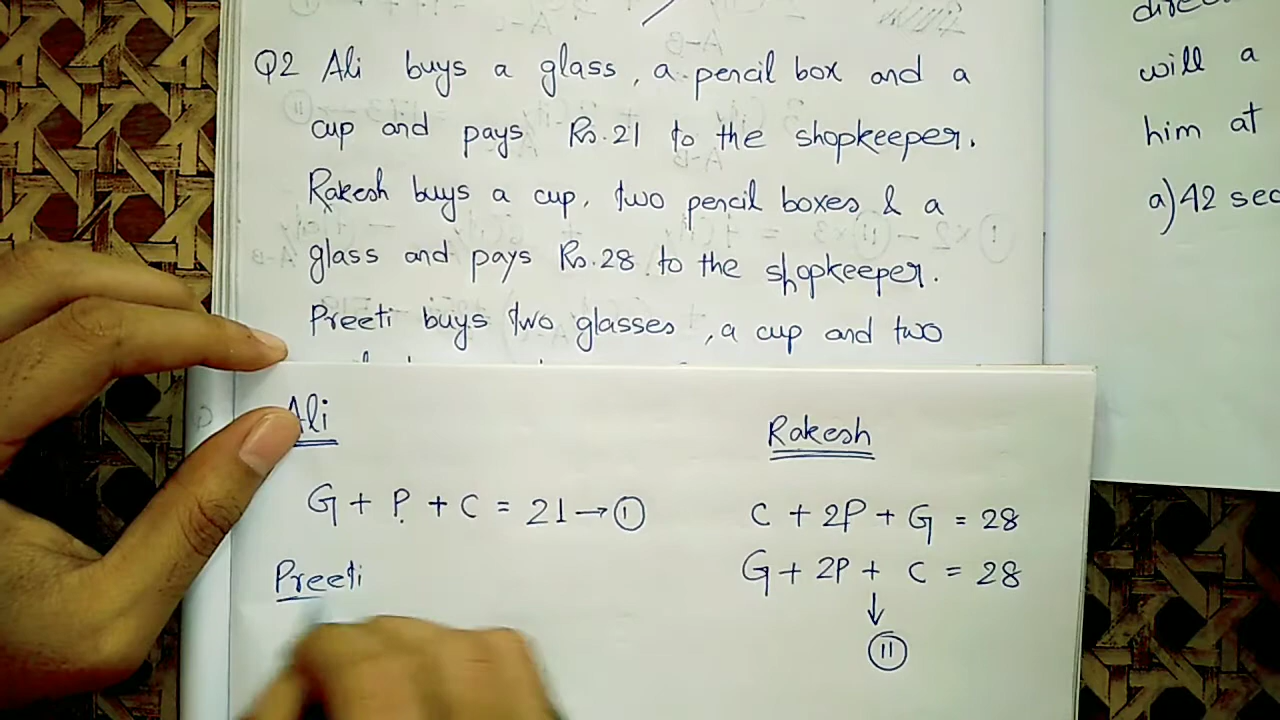 Q2 Ali buys a glass, a pencil box and a
cup and pays Rs.21 to the shopkeeper.
Rakesh buys a cup, two pencil boxes & a
glass and pays Rs.28 to the shopkeeper.
Preeti buys two glasses, a cup and two
Ali
G + P + C = 21 → I
Preeti
Rakesh
C + 2P + G = 28
G + 2P + C = 28
↓
II
will a
him at
a) 42 sec